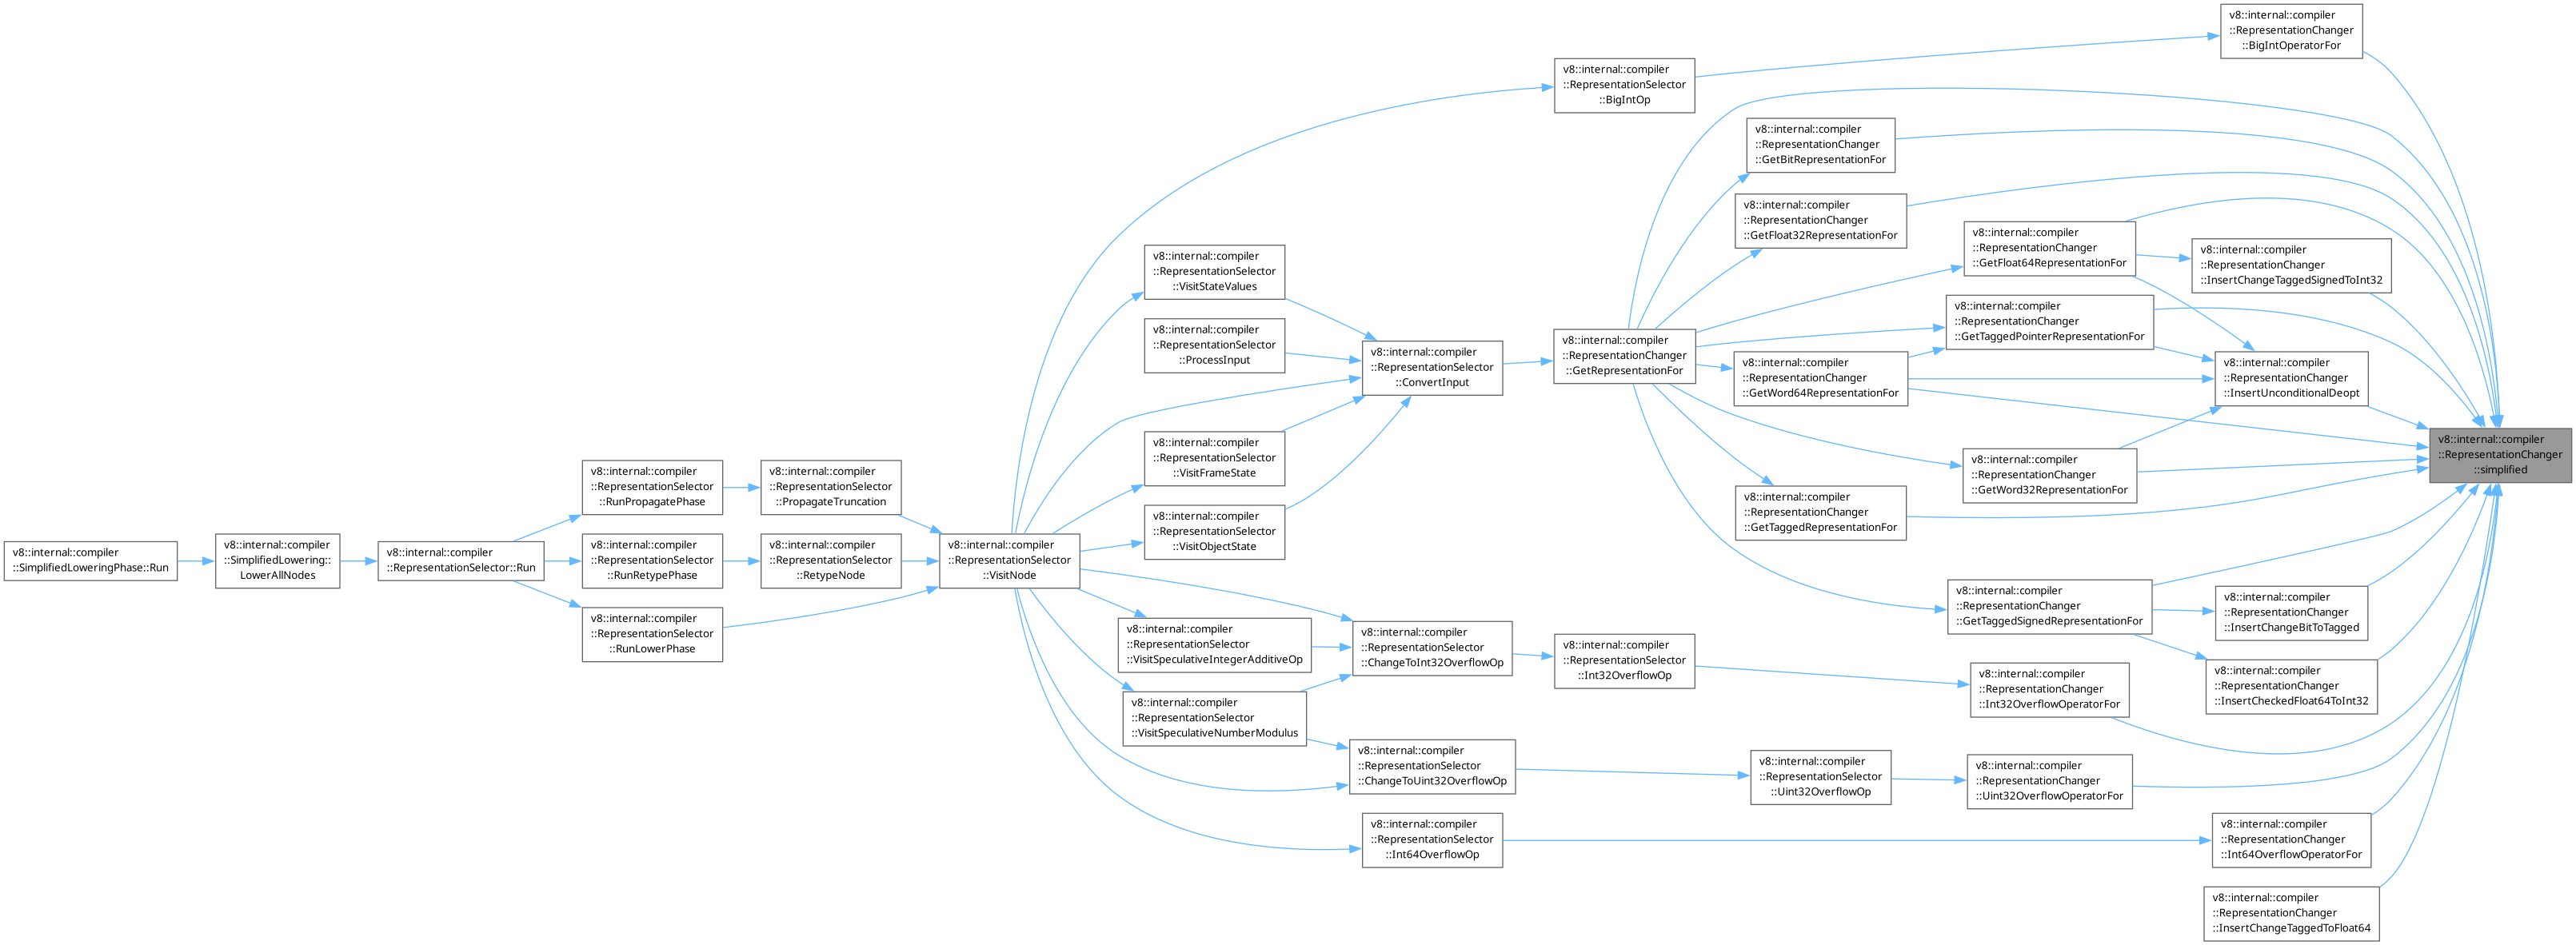 v8::internal::compiler
::RepresentationChanger
::BigIntOperatorFor
v8::internal::compiler
::RepresentationSelector
::BigIntOp
v8::internal::compiler
::RepresentationChanger
::GetBitRepresentationFor
v8::internal::compiler
::RepresentationChanger
::GetFloat32RepresentationFor
v8::internal::compiler
::RepresentationChanger
::GetFloat64RepresentationFor
v8::internal::compiler
::RepresentationChanger
::InsertChangeTaggedSignedToInt32
v8::internal::compiler
::RepresentationSelector
::VisitStateValues
v8::internal::compiler
::RepresentationChanger
::GetTaggedPointerRepresentationFor
v8::internal::compiler
::RepresentationSelector
::ProcessInput
v8::internal::compiler
::RepresentationChanger
::GetRepresentationFor
v8::internal::compiler
::RepresentationSelector
::ConvertInput
v8::internal::compiler
::RepresentationChanger
::GetWord64RepresentationFor
v8::internal::compiler
::RepresentationChanger
::InsertUnconditionalDeopt
v8::internal::compiler
::RepresentationChanger
::simplified
v8::internal::compiler
::RepresentationSelector
::VisitFrameState
v8::internal::compiler
::RepresentationChanger
::GetWord32RepresentationFor
v8::internal::compiler
::RepresentationSelector
::RunPropagatePhase
v8::internal::compiler
::RepresentationSelector
::PropagateTruncation
v8::internal::compiler
::RepresentationChanger
::GetTaggedRepresentationFor
v8::internal::compiler
::RepresentationSelector
::VisitObjectState
v8::internal::compiler
::SimplifiedLoweringPhase::Run
v8::internal::compiler
::SimplifiedLowering::
LowerAllNodes
v8::internal::compiler
::RepresentationSelector::Run
v8::internal::compiler
::RepresentationSelector
::RunRetypePhase
v8::internal::compiler
::RepresentationSelector
::RetypeNode
v8::internal::compiler
::RepresentationSelector
::VisitNode
v8::internal::compiler
::RepresentationChanger
::GetTaggedSignedRepresentationFor
v8::internal::compiler
::RepresentationChanger
::InsertChangeBitToTagged
v8::internal::compiler
::RepresentationSelector
::RunLowerPhase
v8::internal::compiler
::RepresentationSelector
::VisitSpeculativeIntegerAdditiveOp
v8::internal::compiler
::RepresentationSelector
::ChangeToInt32OverflowOp
v8::internal::compiler
::RepresentationSelector
::Int32OverflowOp
v8::internal::compiler
::RepresentationChanger
::Int32OverflowOperatorFor
v8::internal::compiler
::RepresentationChanger
::InsertCheckedFloat64ToInt32
v8::internal::compiler
::RepresentationSelector
::VisitSpeculativeNumberModulus
v8::internal::compiler
::RepresentationSelector
::ChangeToUint32OverflowOp
v8::internal::compiler
::RepresentationSelector
::Uint32OverflowOp
v8::internal::compiler
::RepresentationChanger
::Uint32OverflowOperatorFor
v8::internal::compiler
::RepresentationSelector
::Int64OverflowOp
v8::internal::compiler
::RepresentationChanger
::Int64OverflowOperatorFor
v8::internal::compiler
::RepresentationChanger
::InsertChangeTaggedToFloat64